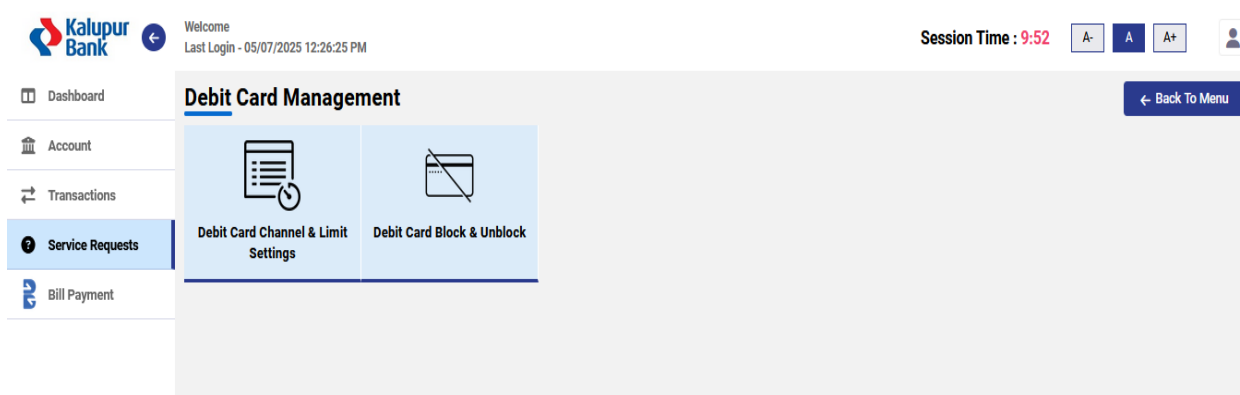 Kalupur
Bank
Welcome
Last Login - 05/07/2025 12:26:25 PM
Session Time : 9:52
A-
A
A+
Dashboard
Account
Transactions
Service Requests
Bill Payment
Debit Card Management
← Back To Menu
Debit Card Channel & Limit
Settings
Debit Card Block & Unblock